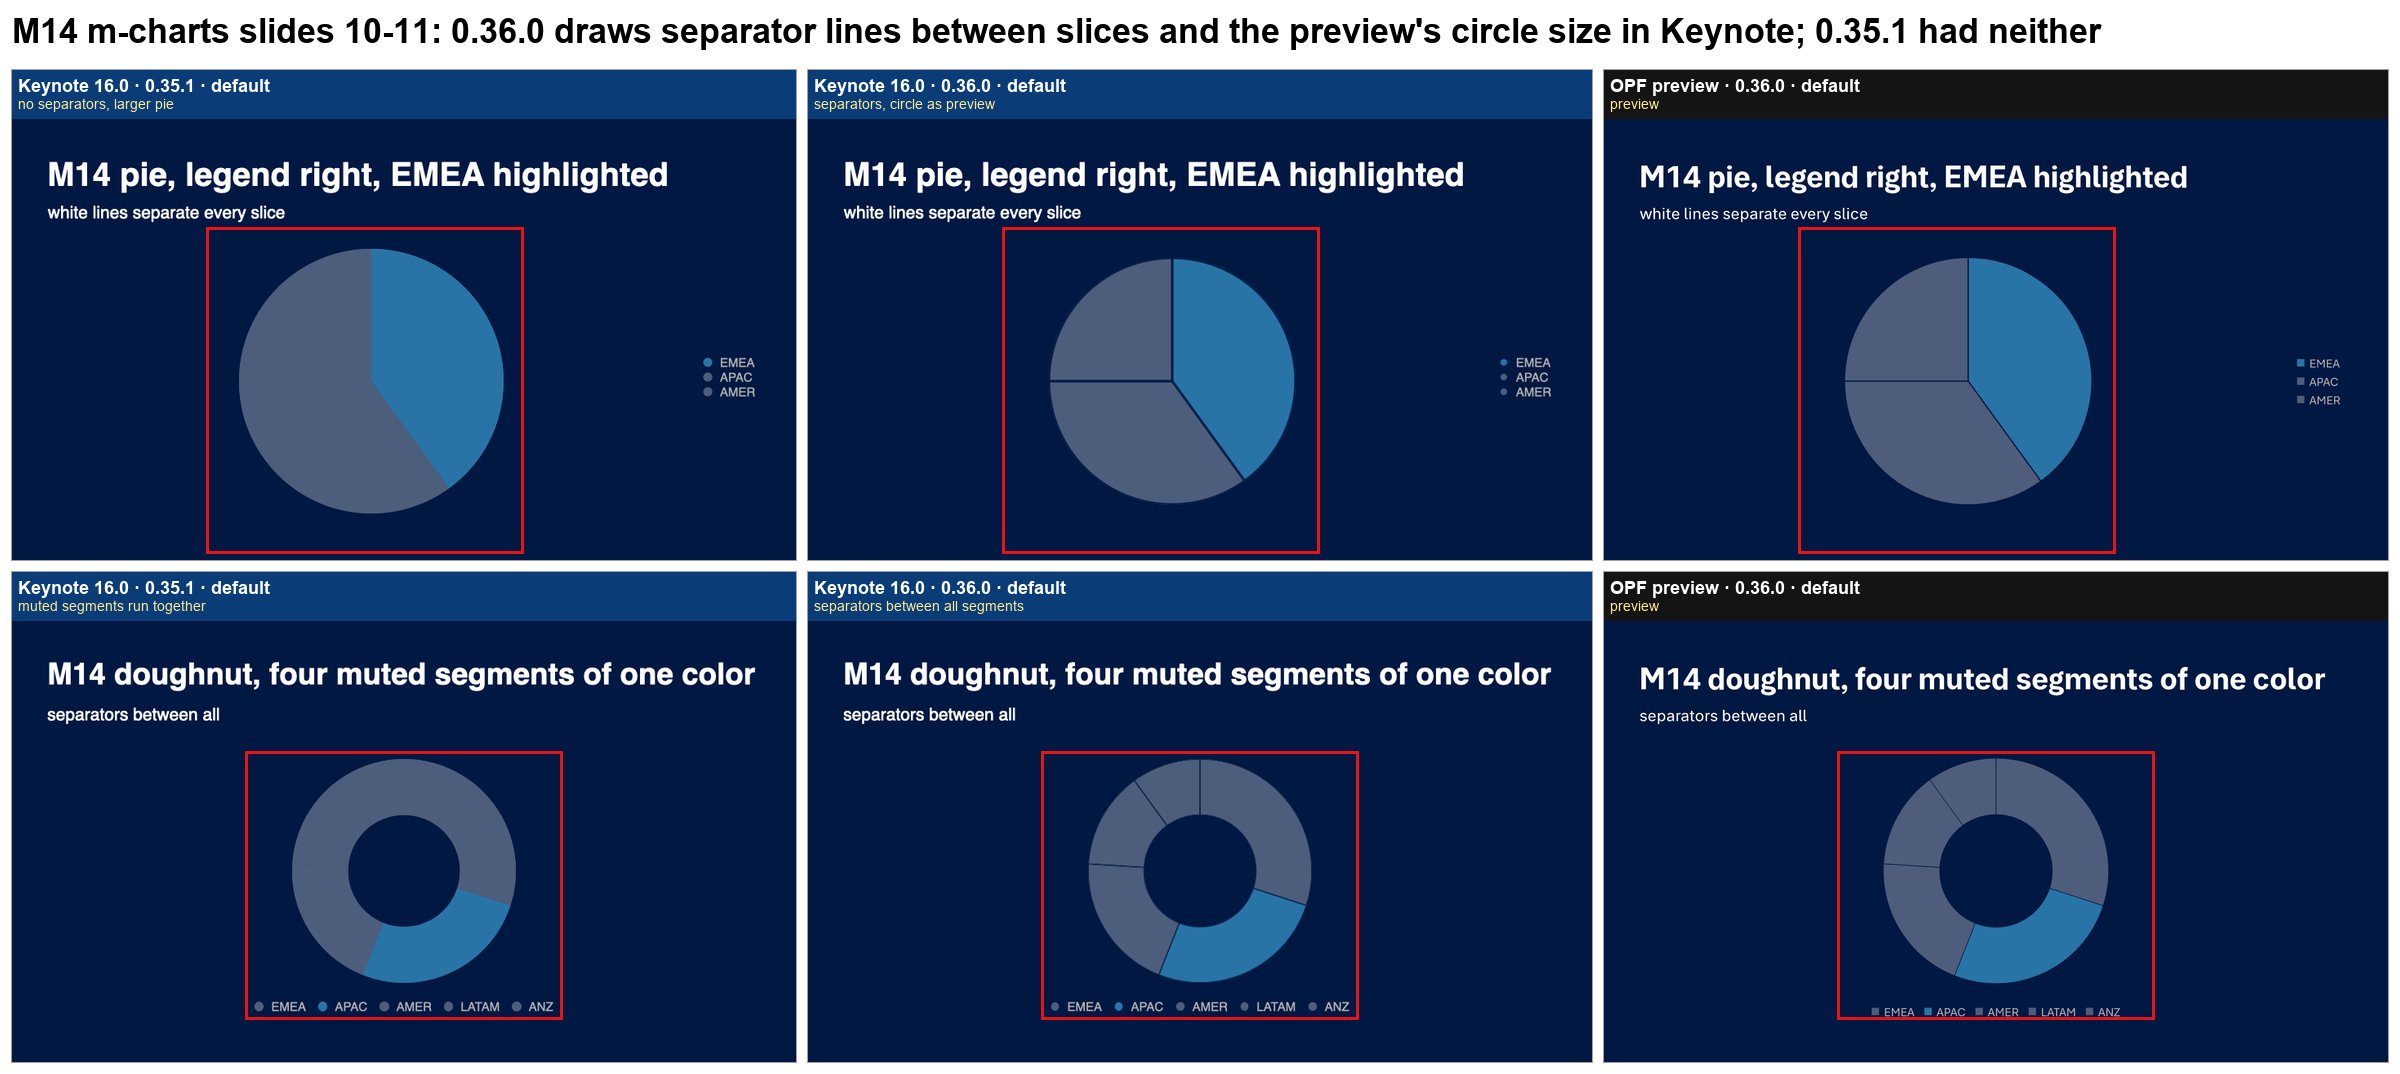 M14 m-charts slides 10-11: 0.36.0 draws separator lines between slices and the preview's circle size in Keynote; 0.35.1 had neither
Keynote 16.0 · 0.35.1 · default
no separators, larger pie
M14 pie, legend right, EMEA highlighted
white lines separate every slice
EMEA
APAC
AMER
Keynote 16.0 · 0.36.0 · default
separators, circle as preview
M14 pie, legend right, EMEA highlighted
white lines separate every slice
EMEA
APAC
AMER
OPF preview · 0.36.0 · default
preview
M14 pie, legend right, EMEA highlighted
white lines separate every slice
EMEA
APAC
AMER
Keynote 16.0 · 0.35.1 · default
muted segments run together
M14 doughnut, four muted segments of one color
separators between all
EMEA APAC AMER LATAM ANZ
Keynote 16.0 · 0.36.0 · default
separators between all segments
M14 doughnut, four muted segments of one color
separators between all
EMEA APAC AMER LATAM ANZ
OPF preview · 0.36.0 · default
preview
M14 doughnut, four muted segments of one color
separators between all
EMEA APAC AMER LATAM ANZ